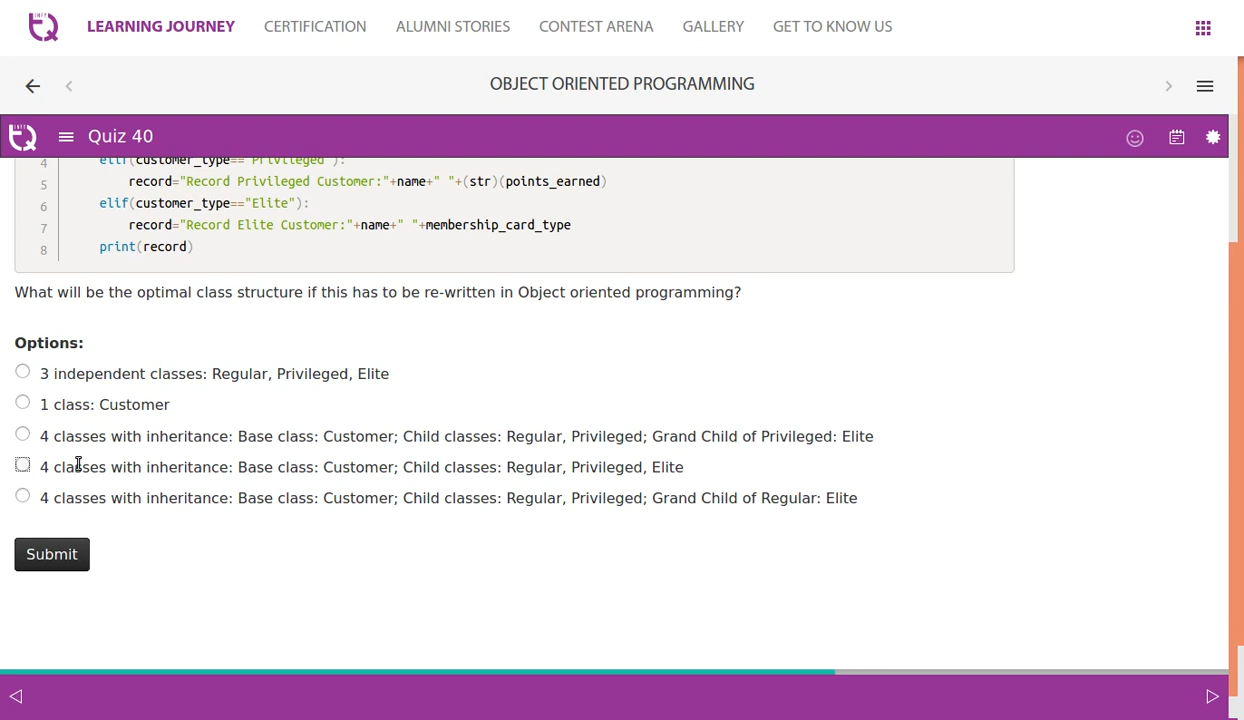 LEARNING JOURNEY CERTIFICATION ALUMNI STORIES CONTEST ARENA GALLERY GET TO KNOW US
OBJECT ORIENTED PROGRAMMING
Quiz 40
4 elif(customer_type=="Privileged"):
5 record="Record Privileged Customer:"+name+" "+(str)(points_earned)
6 elif(customer_type=="Elite"):
7 record="Record Elite Customer:"+name+" "+membership_card_type
8 print(record)
What will be the optimal class structure if this has to be re-written in Object oriented programming?
Options:
3 independent classes: Regular, Privileged, Elite
1 class: Customer
4 classes with inheritance: Base class: Customer; Child classes: Regular, Privileged; Grand Child of Privileged: Elite
4 classes with inheritance: Base class: Customer; Child classes: Regular, Privileged, Elite
4 classes with inheritance: Base class: Customer; Child classes: Regular, Privileged; Grand Child of Regular: Elite
Submit